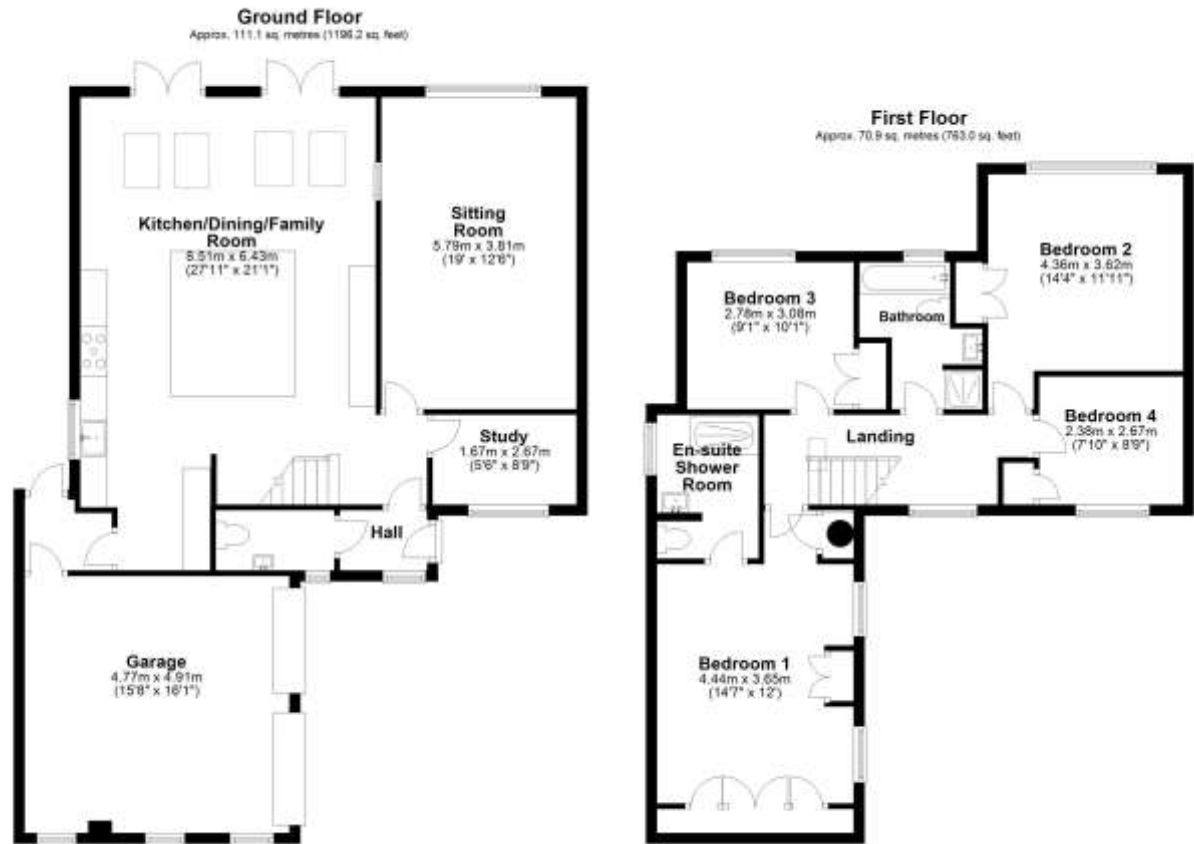 Ground Floor
Approx. 111.1 sq. metres (1196.2 sq. feet)
Kitchen/Dining/Family
Room
8.51m x 6.43m
(27'11" x 21'1")
Sitting
Room
5.79m x 3.81m
(19' x 12'6")
Study
1.67m x 2.67m
(5'6" x 8'9")
Hall
Garage
4.77m x 4.91m
(15'8" x 16'1")
First Floor
Approx. 70.9 sq. metres (763.0 sq. feet)
Bedroom 2
4.36m x 3.62m
(14'4" x 11'11")
Bedroom 3
2.78m x 3.08m
(9'1" x 10'1")
Bathroom
Bedroom 4
2.38m x 2.67m
(7'10" x 8'9")
Landing
En-suite
Shower
Room
Bedroom 1
4.44m x 3.65m
(14'7" x 12')